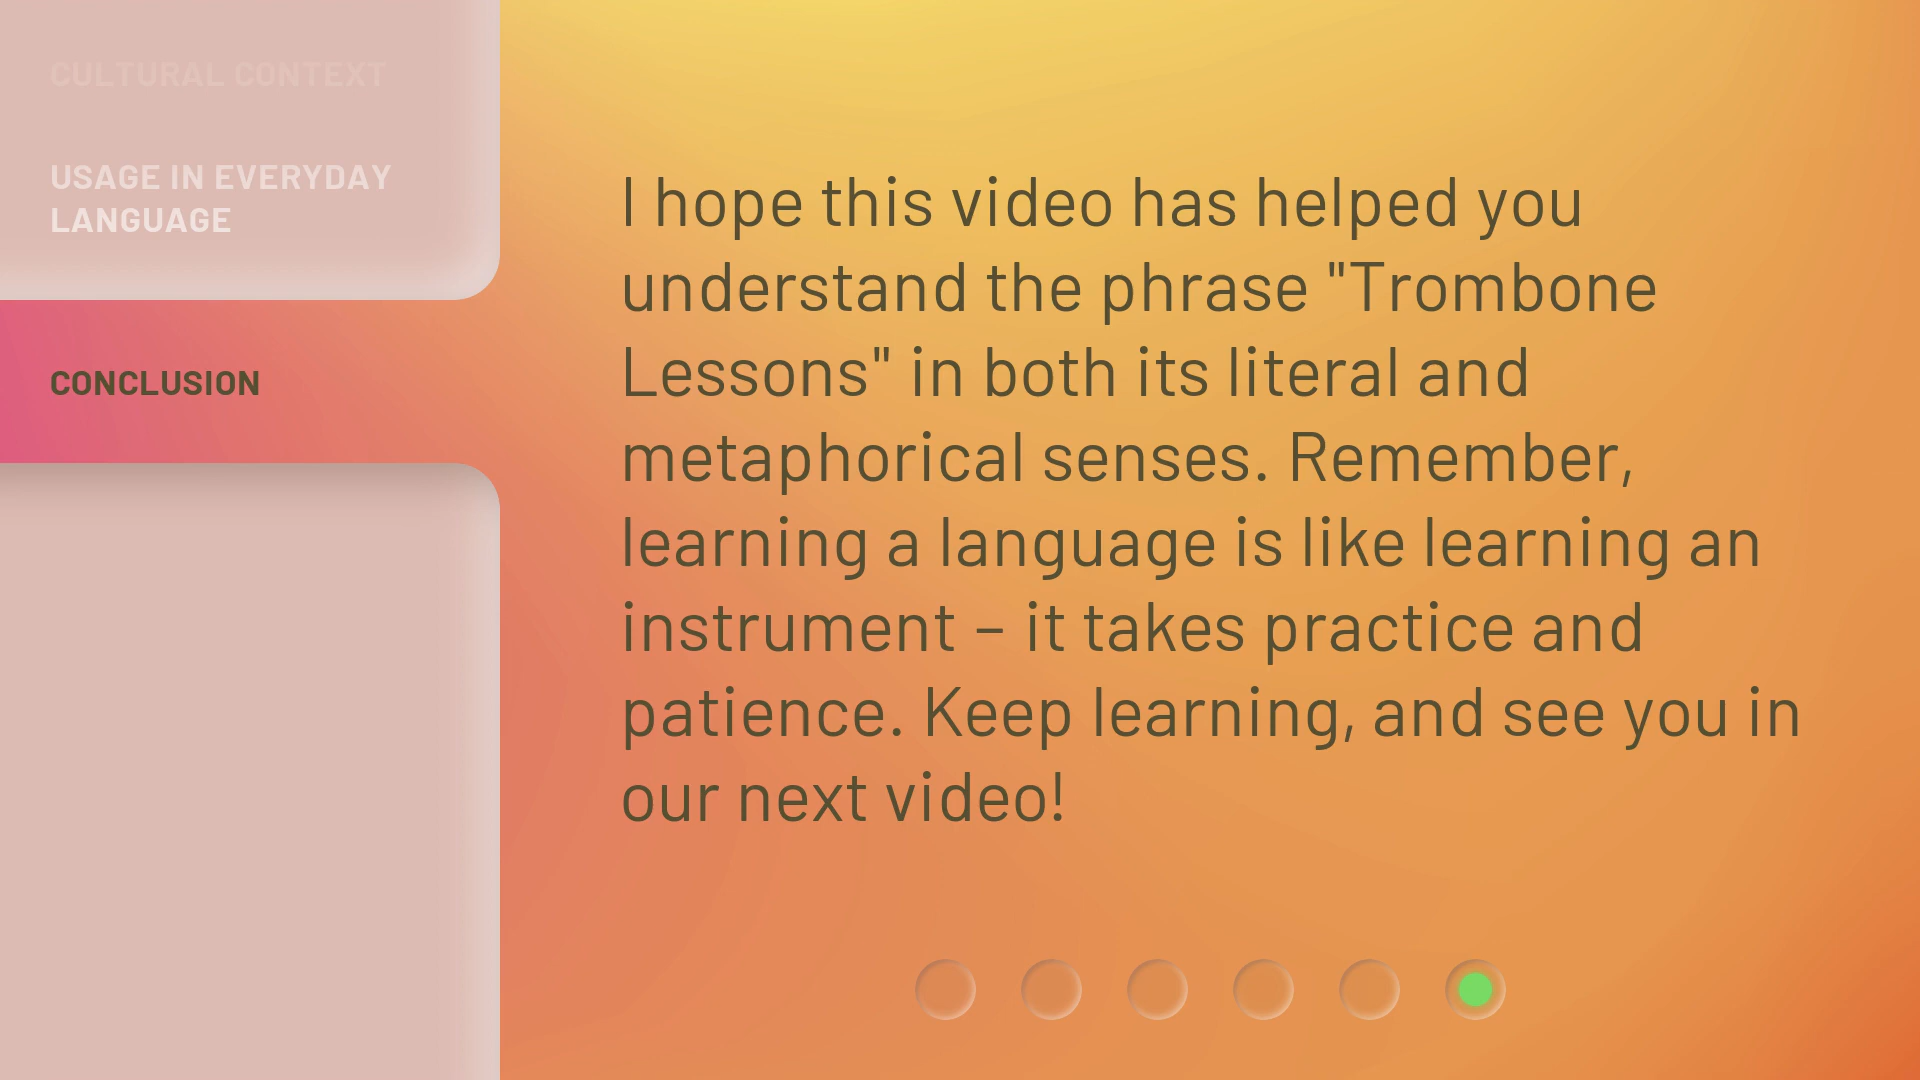 CULTURAL CONTEXT
USAGE IN EVERYDAY
LANGUAGE
CONCLUSION
I hope this video has helped you
understand the phrase "Trombone
Lessons" in both its literal and
metaphorical senses. Remember,
learning a language is like learning an
instrument – it takes practice and
patience. Keep learning, and see you in
our next video!